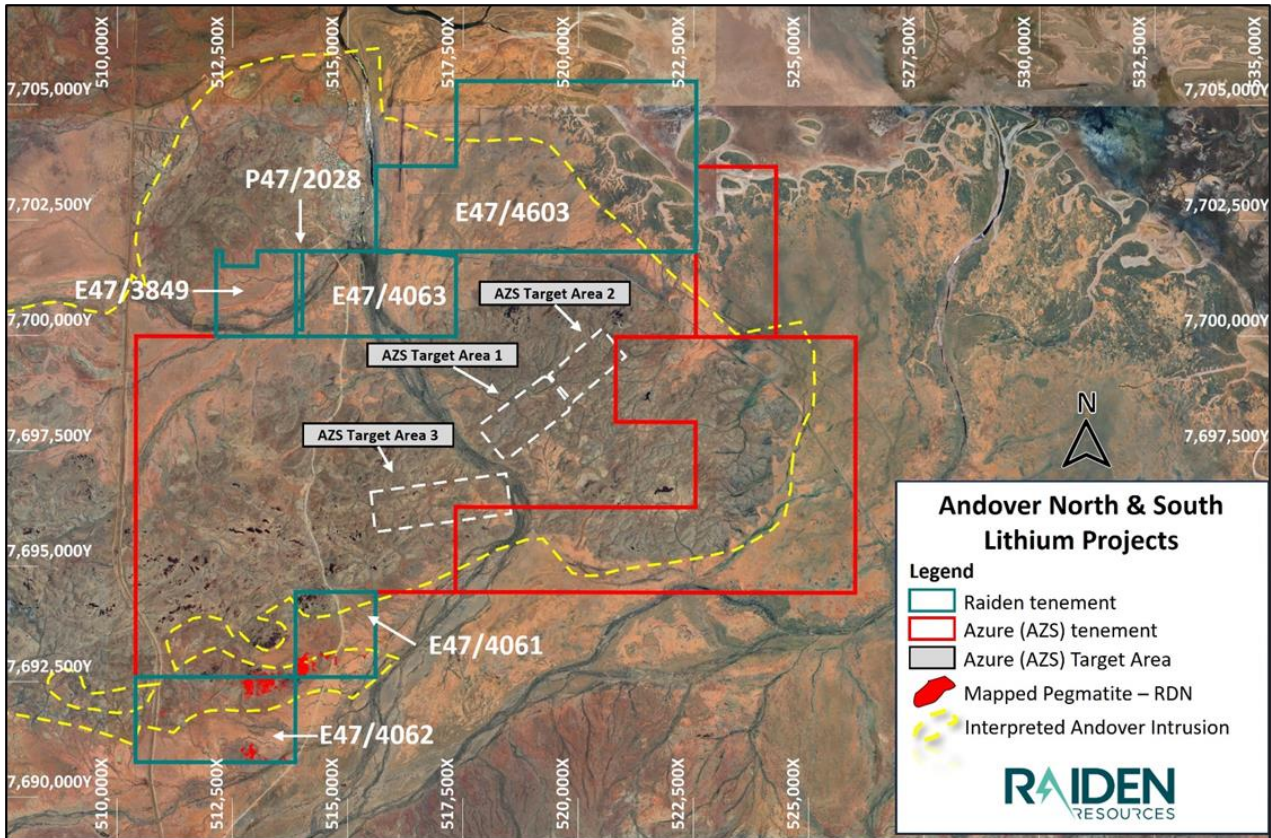 510,000X
512,500X
515,000X
517,500X
520,000X
522,500X
525,000X
527,500X
530,000X
532,500X
535,000X
7,705,000Y
7,705,000Y
P47/2028
E47/4603
7,702,500Y
7,702,500Y
E47/3849
E47/4063
AZS Target Area 2
7,700,000Y
7,700,000Y
AZS Target Area 1
AZS Target Area 3
7,697,500Y
7,697,500Y
N
7,695,000Y
E47/4061
7,692,500Y
E47/4062
7,690,000Y
510,000X
512,500X
515,000X
517,500X
520,000X
522,500X
525,000X
Andover North & South
Lithium Projects
Legend
Raiden tenement
Azure (AZS) tenement
Azure (AZS) Target Area
Mapped Pegmatite – RDN
Interpreted Andover Intrusion
RAIDEN
RESOURCES